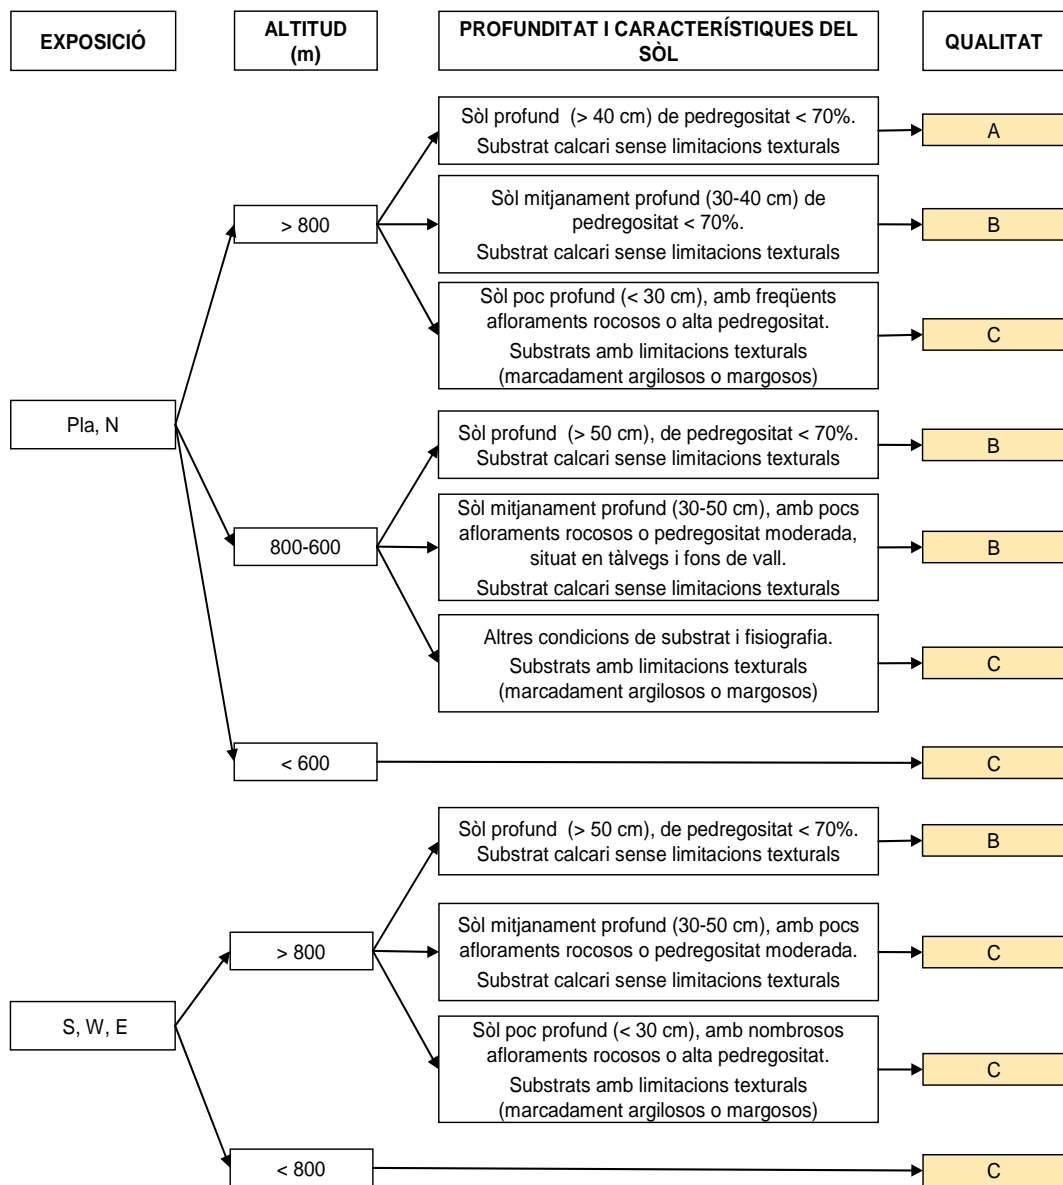 EXPOSICIÓ
ALTITUD
(m)
PROFUNDITAT I CARACTERÍSTIQUES DEL
SÒL
QUALITAT
Pla, N
> 800
Sòl profund (> 40 cm) de pedregositat < 70%.
Substrat calcari sense limitacions texturals
A
Sòl mitjanament profund (30-40 cm) de
pedregositat < 70%.
Substrat calcari sense limitacions texturals
B
Sòl poc profund (< 30 cm), amb freqüents
afloraments rocosos o alta pedregositat.
Substrats amb limitacions texturals
(marcadament argilosos o margosos)
C
800-600
Sòl profund (> 50 cm), de pedregositat < 70%.
Substrat calcari sense limitacions texturals
B
Sòl mitjanament profund (30-50 cm), amb pocs
afloraments rocosos o pedregositat moderada,
situat en tàlvegs i fons de vall.
Substrat calcari sense limitacions texturals
B
Altres condicions de substrat i fisiografia.
Substrats amb limitacions texturals
(marcadament argilosos o margosos)
C
< 600
C
S, W, E
> 800
Sòl profund (> 50 cm), de pedregositat < 70%.
Substrat calcari sense limitacions texturals
B
Sòl mitjanament profund (30-50 cm), amb pocs
afloraments rocosos o pedregositat moderada.
Substrat calcari sense limitacions texturals
C
Sòl poc profund (< 30 cm), amb nombrosos
afloraments rocosos o alta pedregositat.
Substrats amb limitacions texturals
(marcadament argilosos o margosos)
C
< 800
C